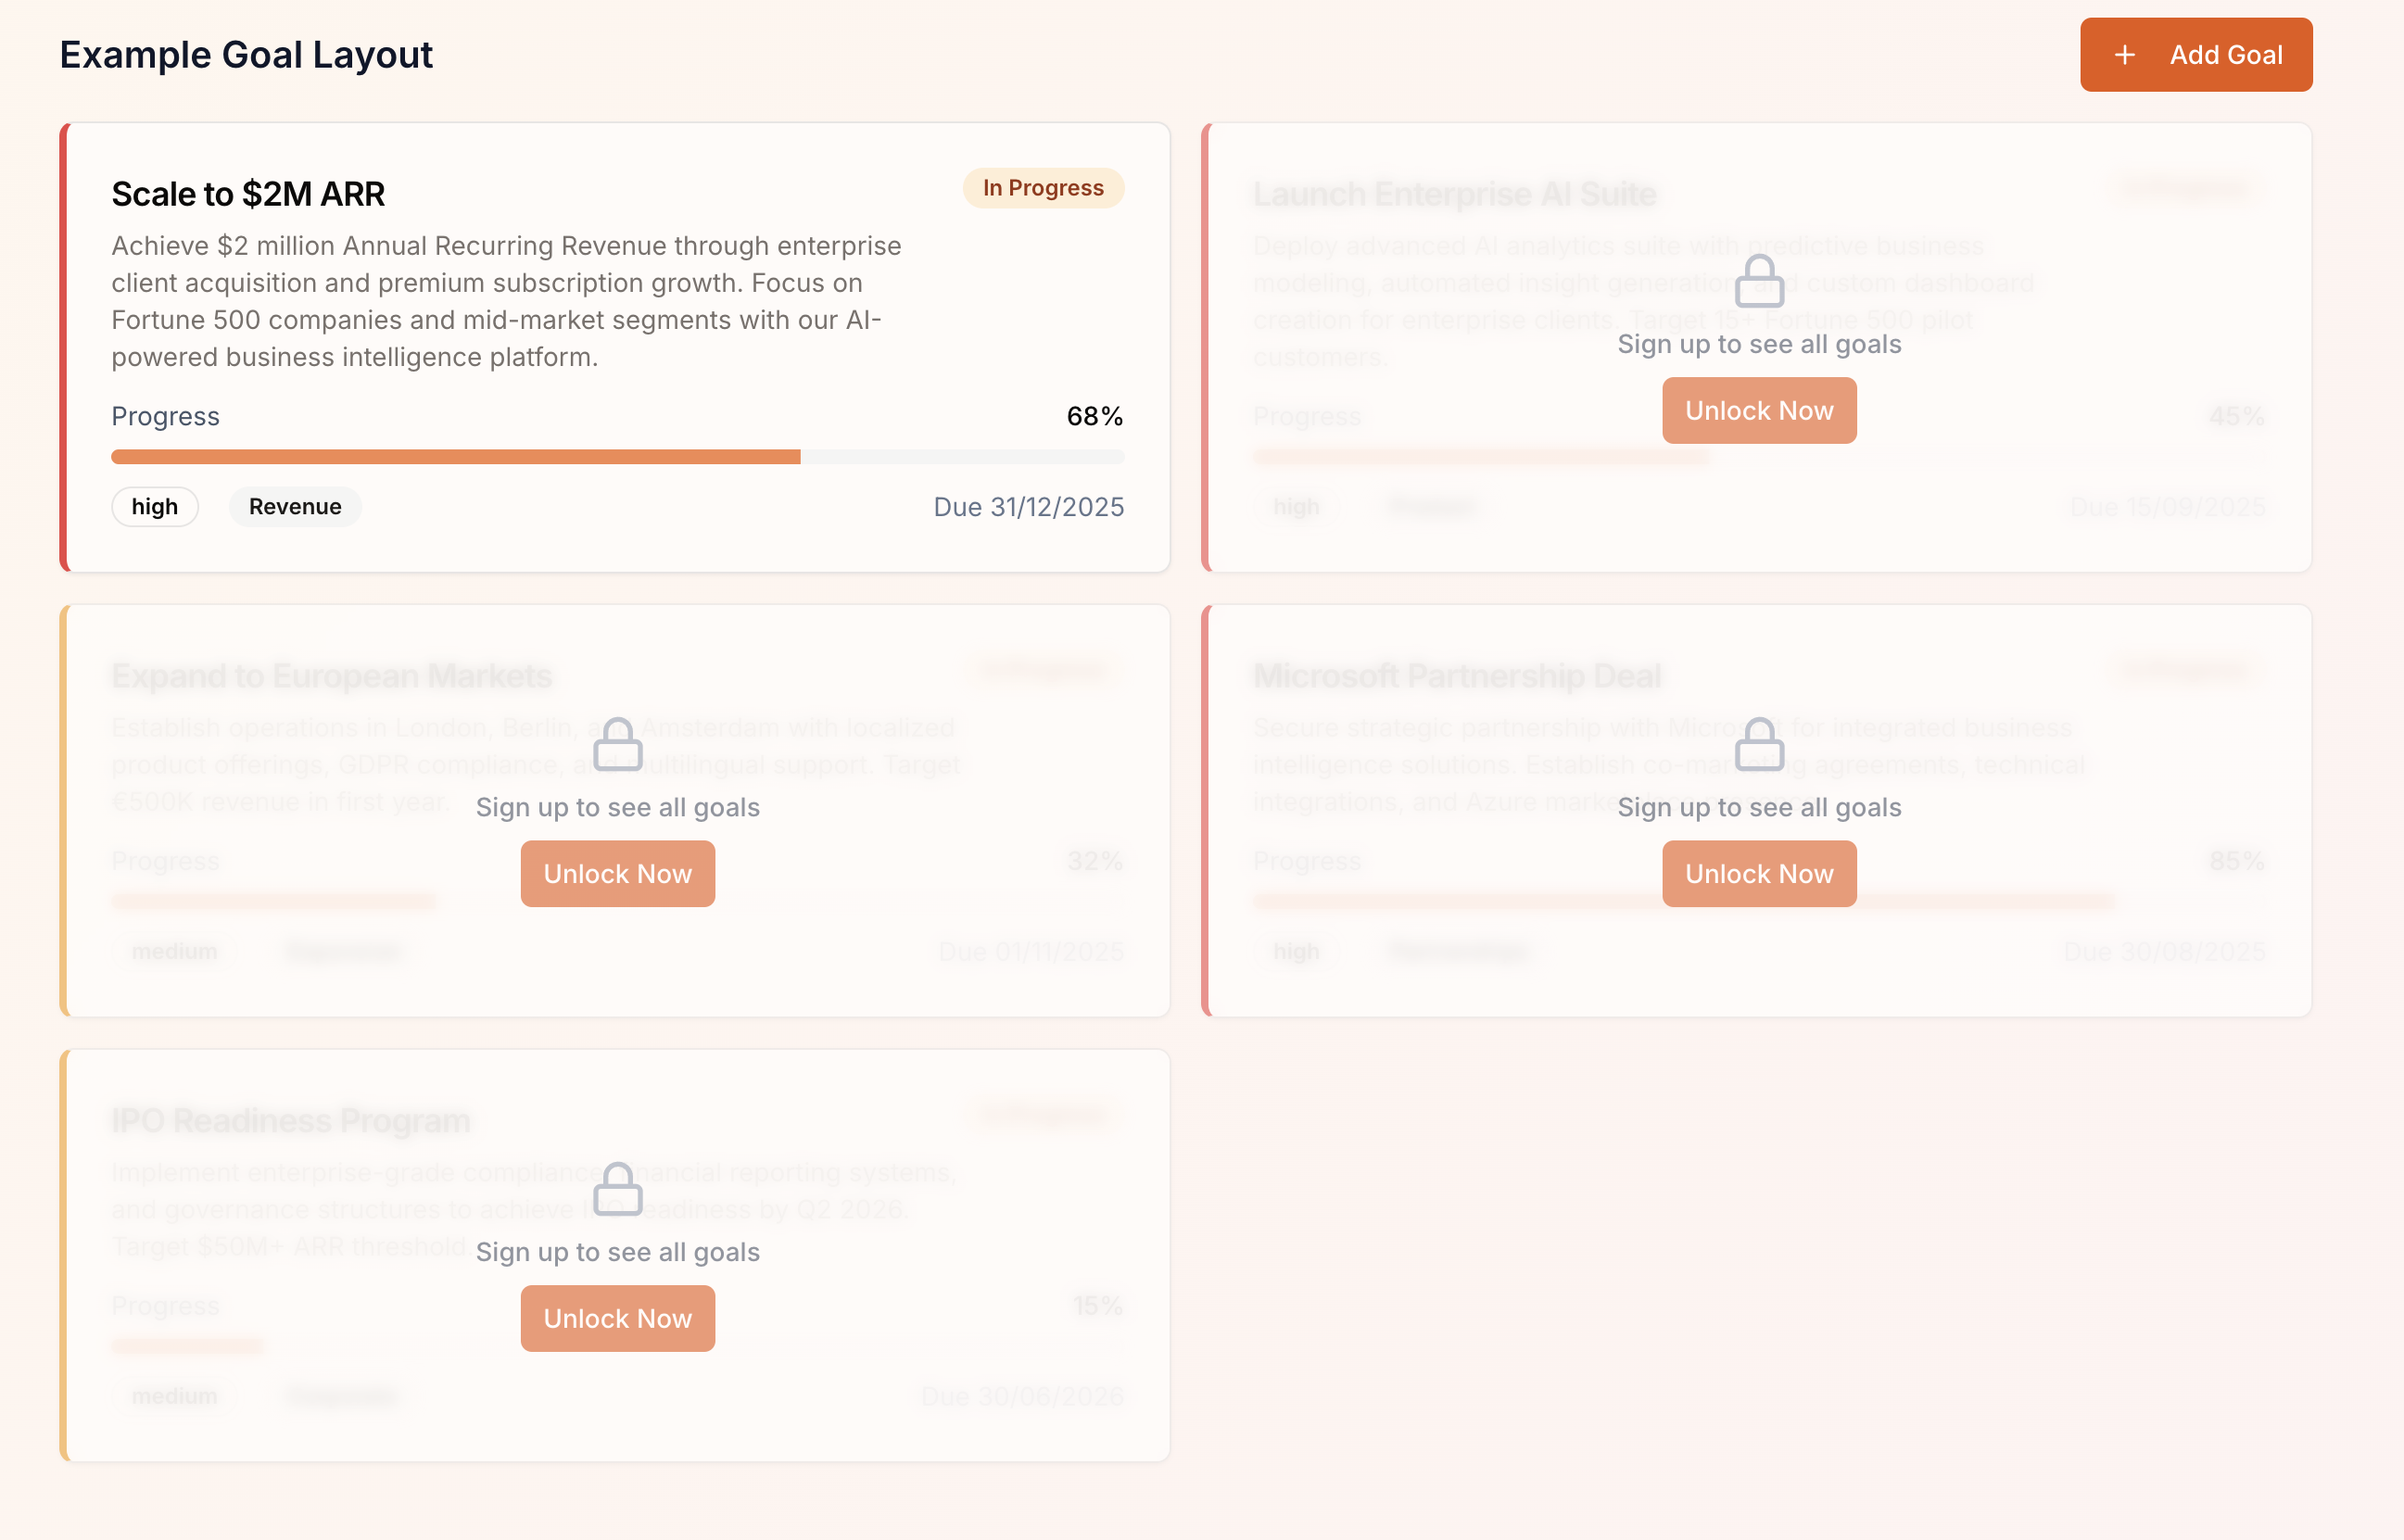 Example Goal Layout
+ Add Goal
Scale to $2M ARR
In Progress
Achieve $2 million Annual Recurring Revenue through enterprise
client acquisition and premium subscription growth. Focus on
Fortune 500 companies and mid-market segments with our AI-
powered business intelligence platform.
Progress
68%
high
Revenue
Due 31/12/2025
Launch Enterprise AI Suite
Deploy advanced AI analytics suite with predictive business
modeling, automated insight generation, and custom dashboard
creation for enterprise clients. Target 15+ Fortune 500 pilot
customers.
Sign up to see all goals
Unlock Now
Progress
45%
high
Due 15/09/2025
Expand to European Markets
Establish operations in London, Berlin, and Amsterdam with localized
product offerings, GDPR compliance, and multilingual support. Target
€500K revenue in first year.
Sign up to see all goals
Unlock Now
Progress
32%
medium
Due 01/11/2025
Microsoft Partnership Deal
Secure strategic partnership with Microsoft for integrated business
intelligence solutions. Establish co-marketing agreements, technical
integrations, and Azure
Sign up to see all goals
Unlock Now
Progress
85%
high
Due 30/08/2025
IPO Readiness Program
Implement enterprise-grade compliance, financial reporting systems,
and governance structures to achieve IPO readiness by Q2 2026.
Target $50M+ ARR threshold.
Sign up to see all goals
Unlock Now
Progress
15%
medium
Due 30/06/2026